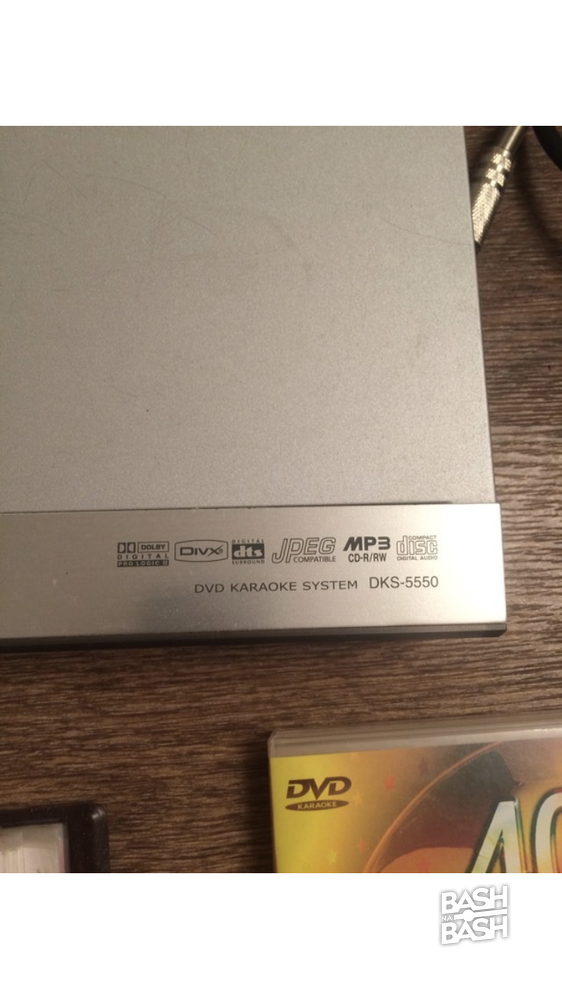 DOLBY
DIGITAL
PRO LOGIC II
DIVX
DIGITAL
dts
SURROUND
JPEG
COMPATIBLE
MP3
CD-R/RW
COMPACT
disc
DIGITAL AUDIO
DVD KARAOKE SYSTEM DKS-5550
DVD
KARAOKE
BASH
НА
BASH